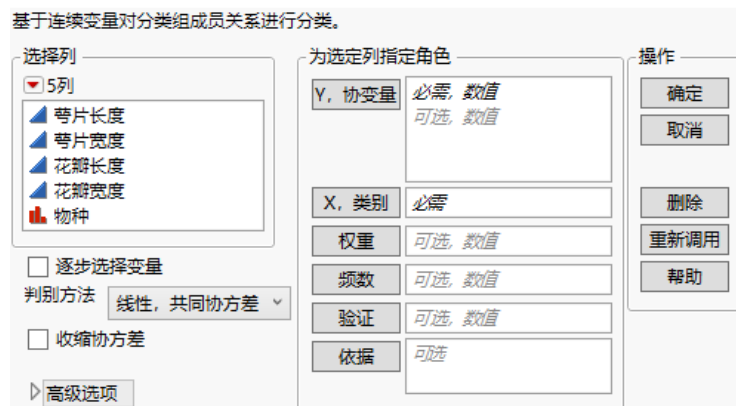 基于连续变量对分类组成员关系进行分类。
选择列
5列
萼片长度
萼片宽度
花瓣长度
花瓣宽度
物种
逐步选择变量
判别方法
线性，共同协方差
收缩协方差
高级选项
为选定列指定角色
Y，协变量
必需，数值
可选，数值
X，类别
必需
权重
可选，数值
频数
可选，数值
验证
可选，数值
依据
可选
操作
确定
取消
删除
重新调用
帮助